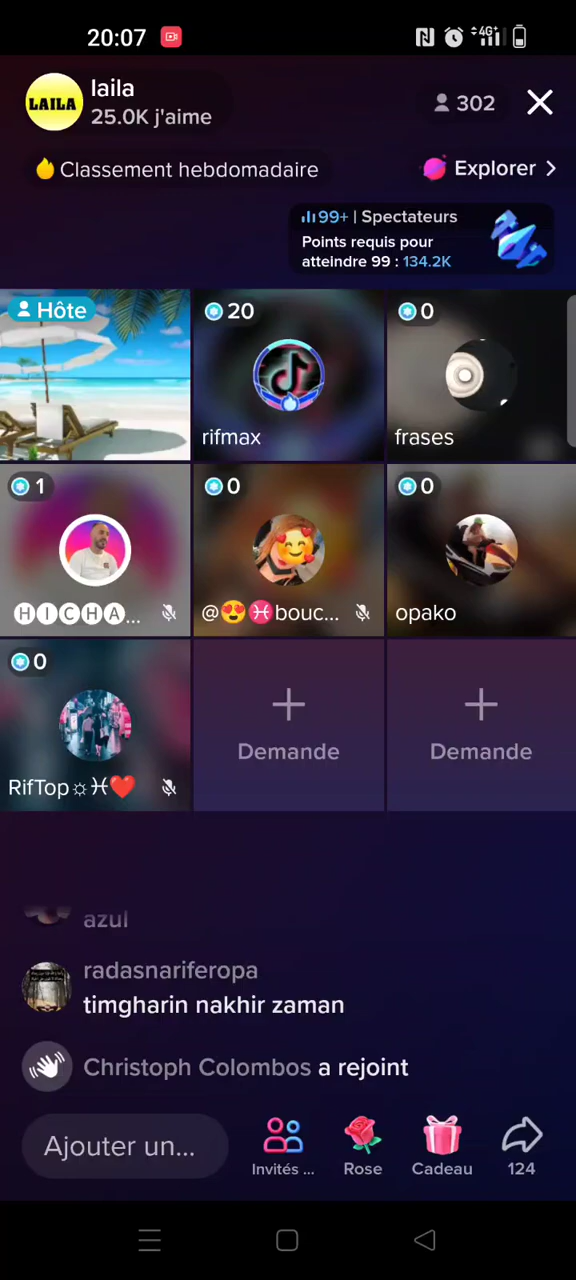 20:07
4G+
LAILA
laila
25.0K j'aime
302
Classement hebdomadaire
Explorer
99+ | Spectateurs
Points requis pour
atteindre 99 : 134.2K
Hôte
20
rifmax
0
frases
1
🅗🅘🅒🅗🅐...
0
@😍♓bouc...
0
opako
0
RifTop☼♓❤️
Demande
Demande
azul
radasnariferopa
timgharin nakhir zaman
Christoph Colombos a rejoint
Ajouter un...
Invités ...
Rose
Cadeau
124